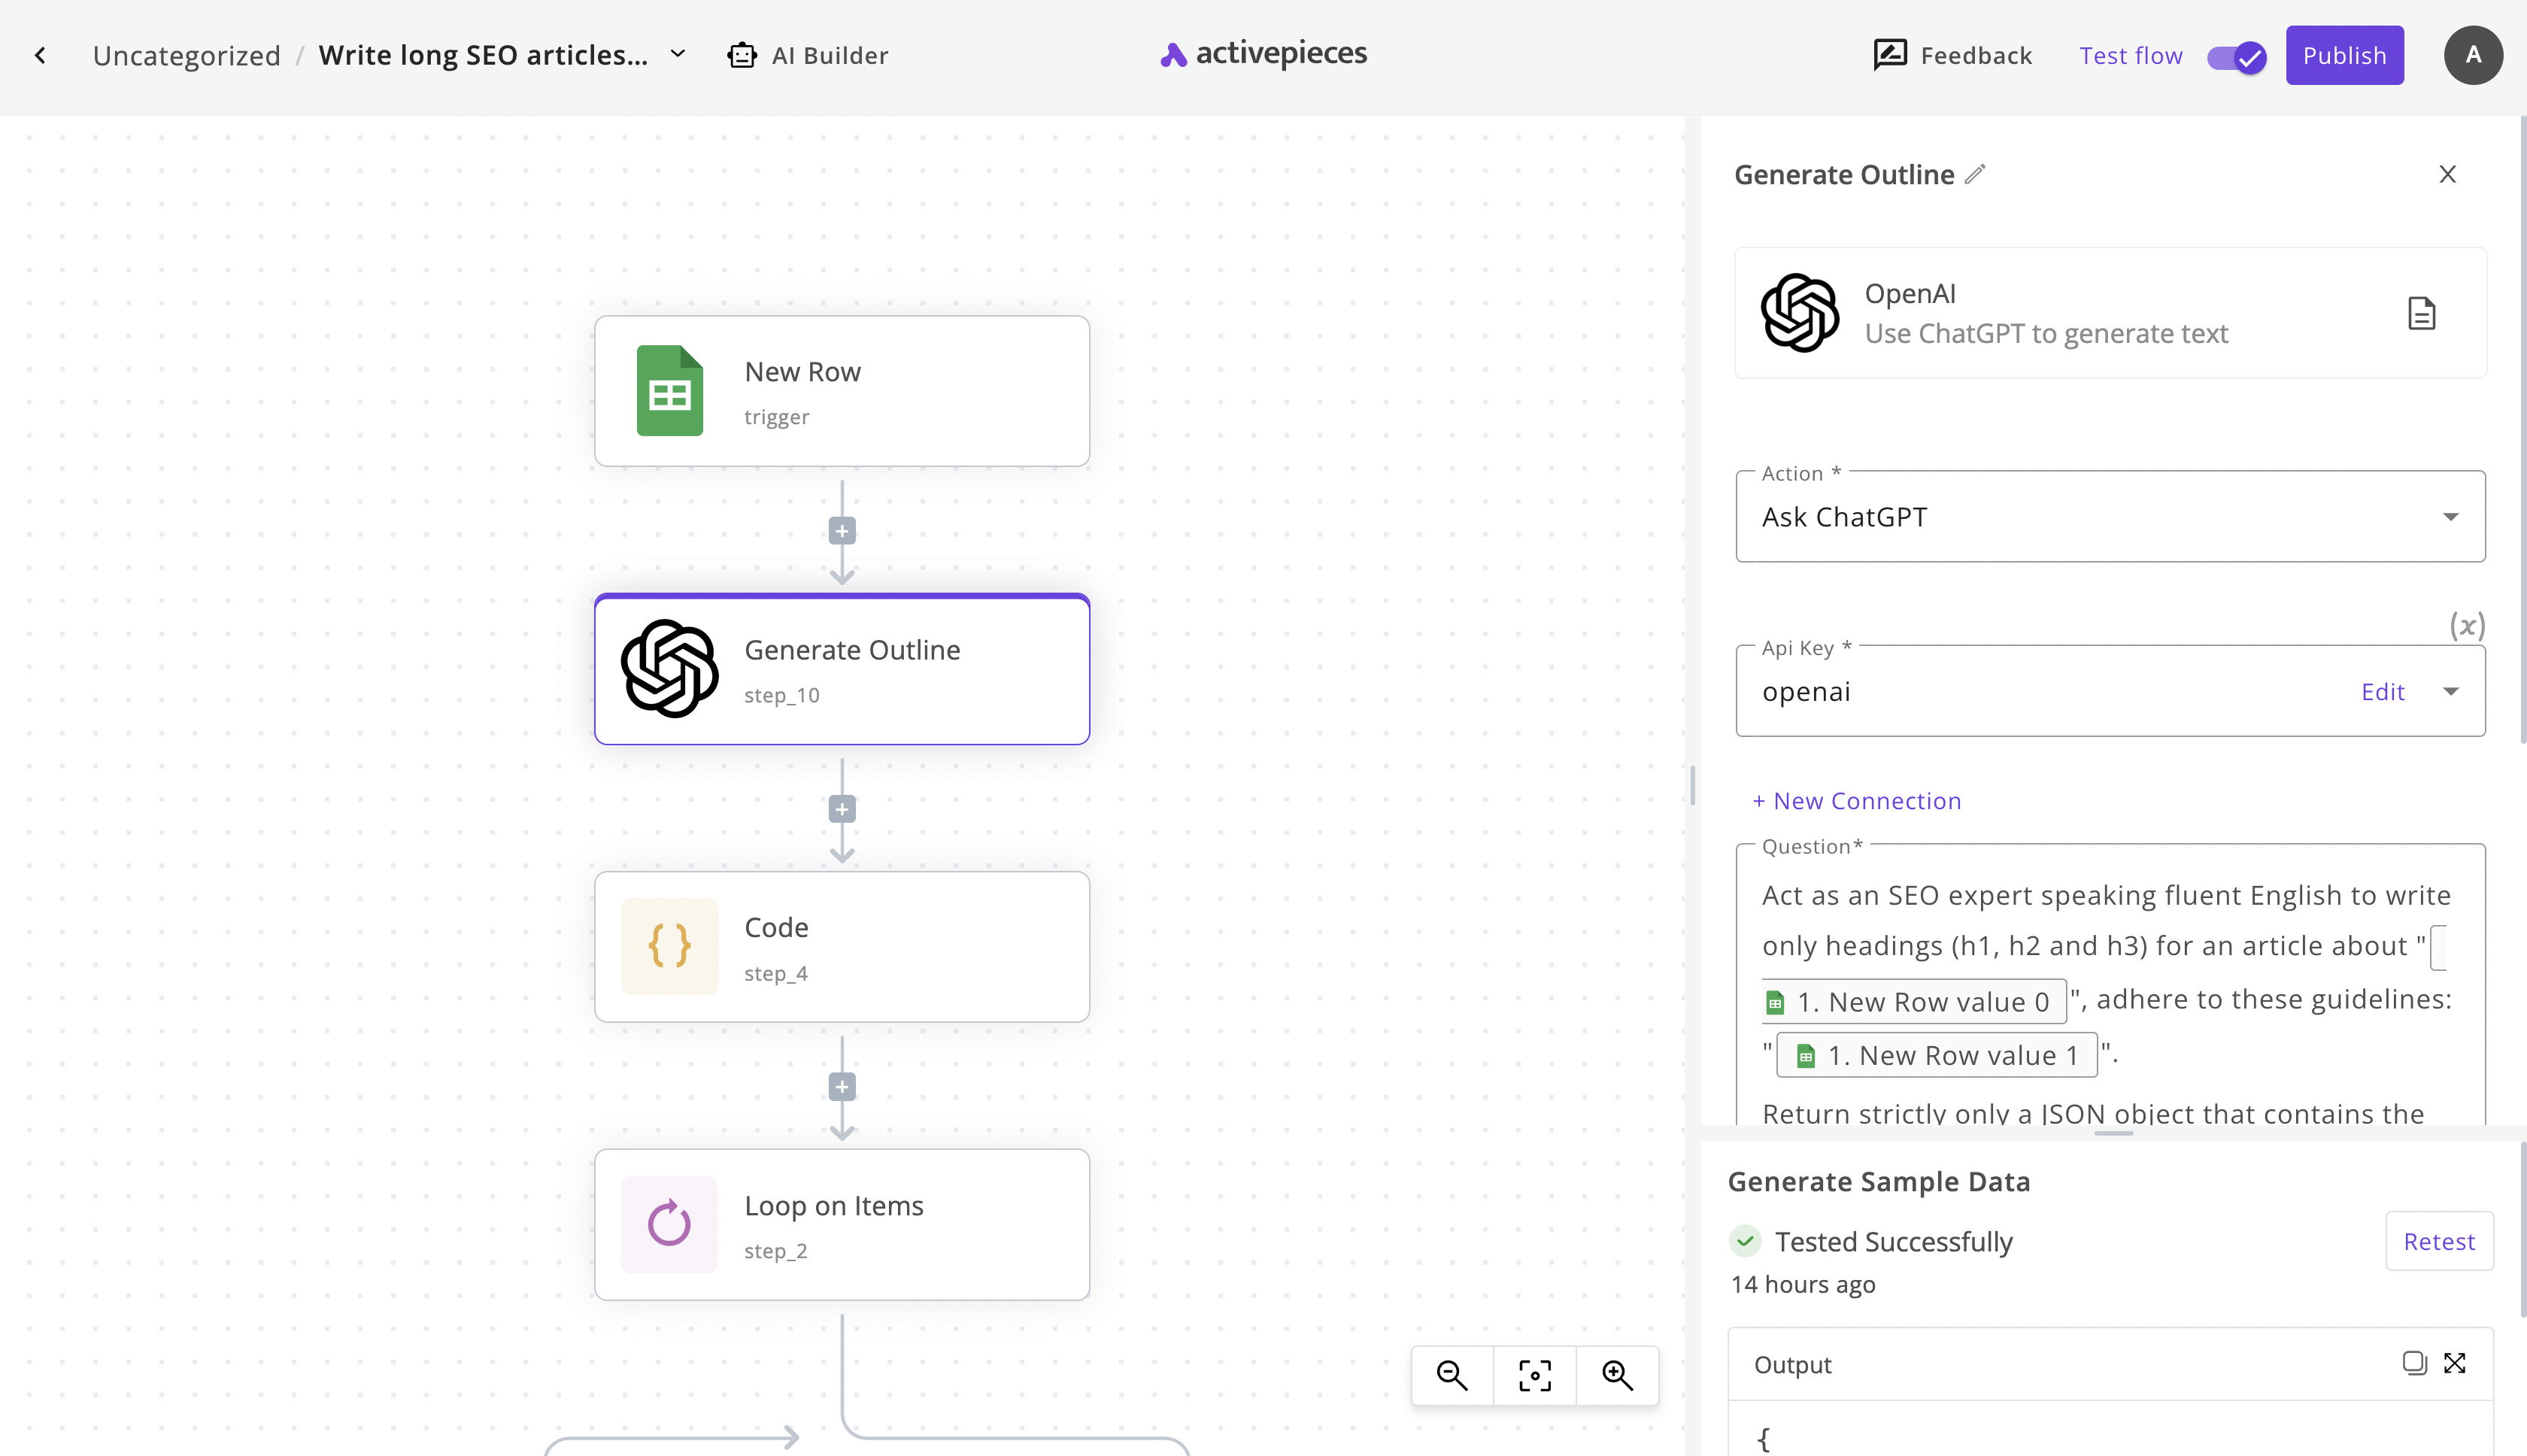 Uncategorized / Write long SEO articles...
AI Builder
activepieces
Feedback
Test flow
Publish
A
New Row
trigger
Generate Outline
step_10
{ }
Code
step_4
Loop on Items
step_2
Generate Outline
OpenAI
Use ChatGPT to generate text
Action *
Ask ChatGPT
(x)
Api Key *
openai
Edit
+ New Connection
Question*
Act as an SEO expert speaking fluent English to write
only headings (h1, h2 and h3) for an article about "
1. New Row value 0 ", adhere to these guidelines:
" 1. New Row value 1 ".
Return strictly only a JSON object that contains the
Generate Sample Data
Tested Successfully
14 hours ago
Retest
Output
{